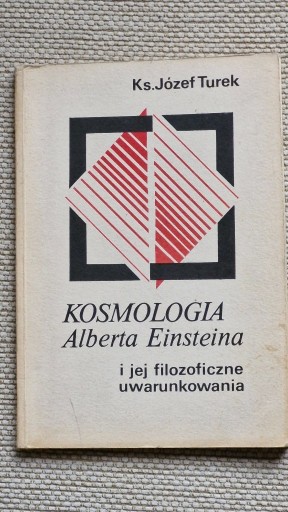 Ks.Józef Turek
KOSMOLOGIA
Alberta Einsteina
i jej filozoficzne
uwarunkowania